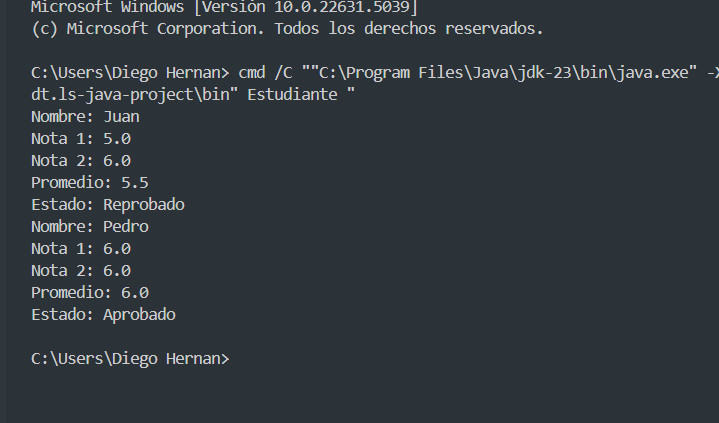 Microsoft Windows [Versión 10.0.22631.5039]
(c) Microsoft Corporation. Todos los derechos reservados.
C:\Users\Diego Hernan> cmd /C ""C:\Program Files\Java\jdk-23\bin\java.exe" -X
dt.ls-java-project\bin" Estudiante "
Nombre: Juan
Nota 1: 5.0
Nota 2: 6.0
Promedio: 5.5
Estado: Reprobado
Nombre: Pedro
Nota 1: 6.0
Nota 2: 6.0
Promedio: 6.0
Estado: Aprobado
C:\Users\Diego Hernan>